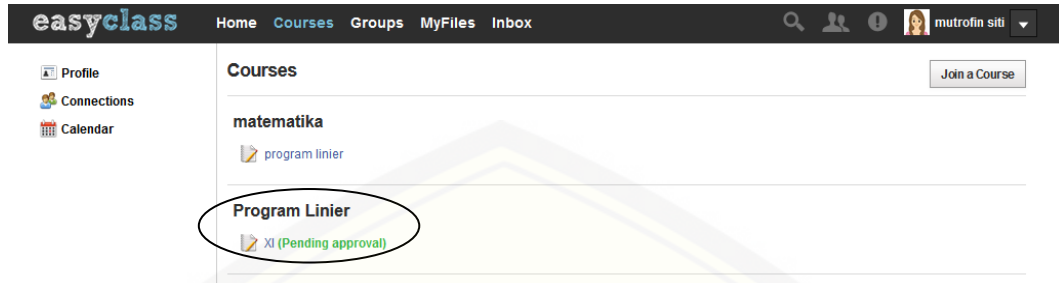 easyclass Home Courses Groups MyFiles Inbox mutrofin siti
Profile
Connections
Calendar
Courses
Join a Course
matematika
program linier
Program Linier
XI (Pending approval)